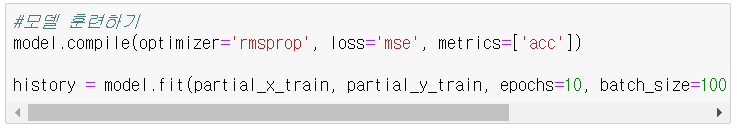 #모델 훈련하기
model.compile(optimizer='rmsprop', loss='mse', metrics=['acc'])
history = model.fit(partial_x_train, partial_y_train, epochs=10, batch_size=100